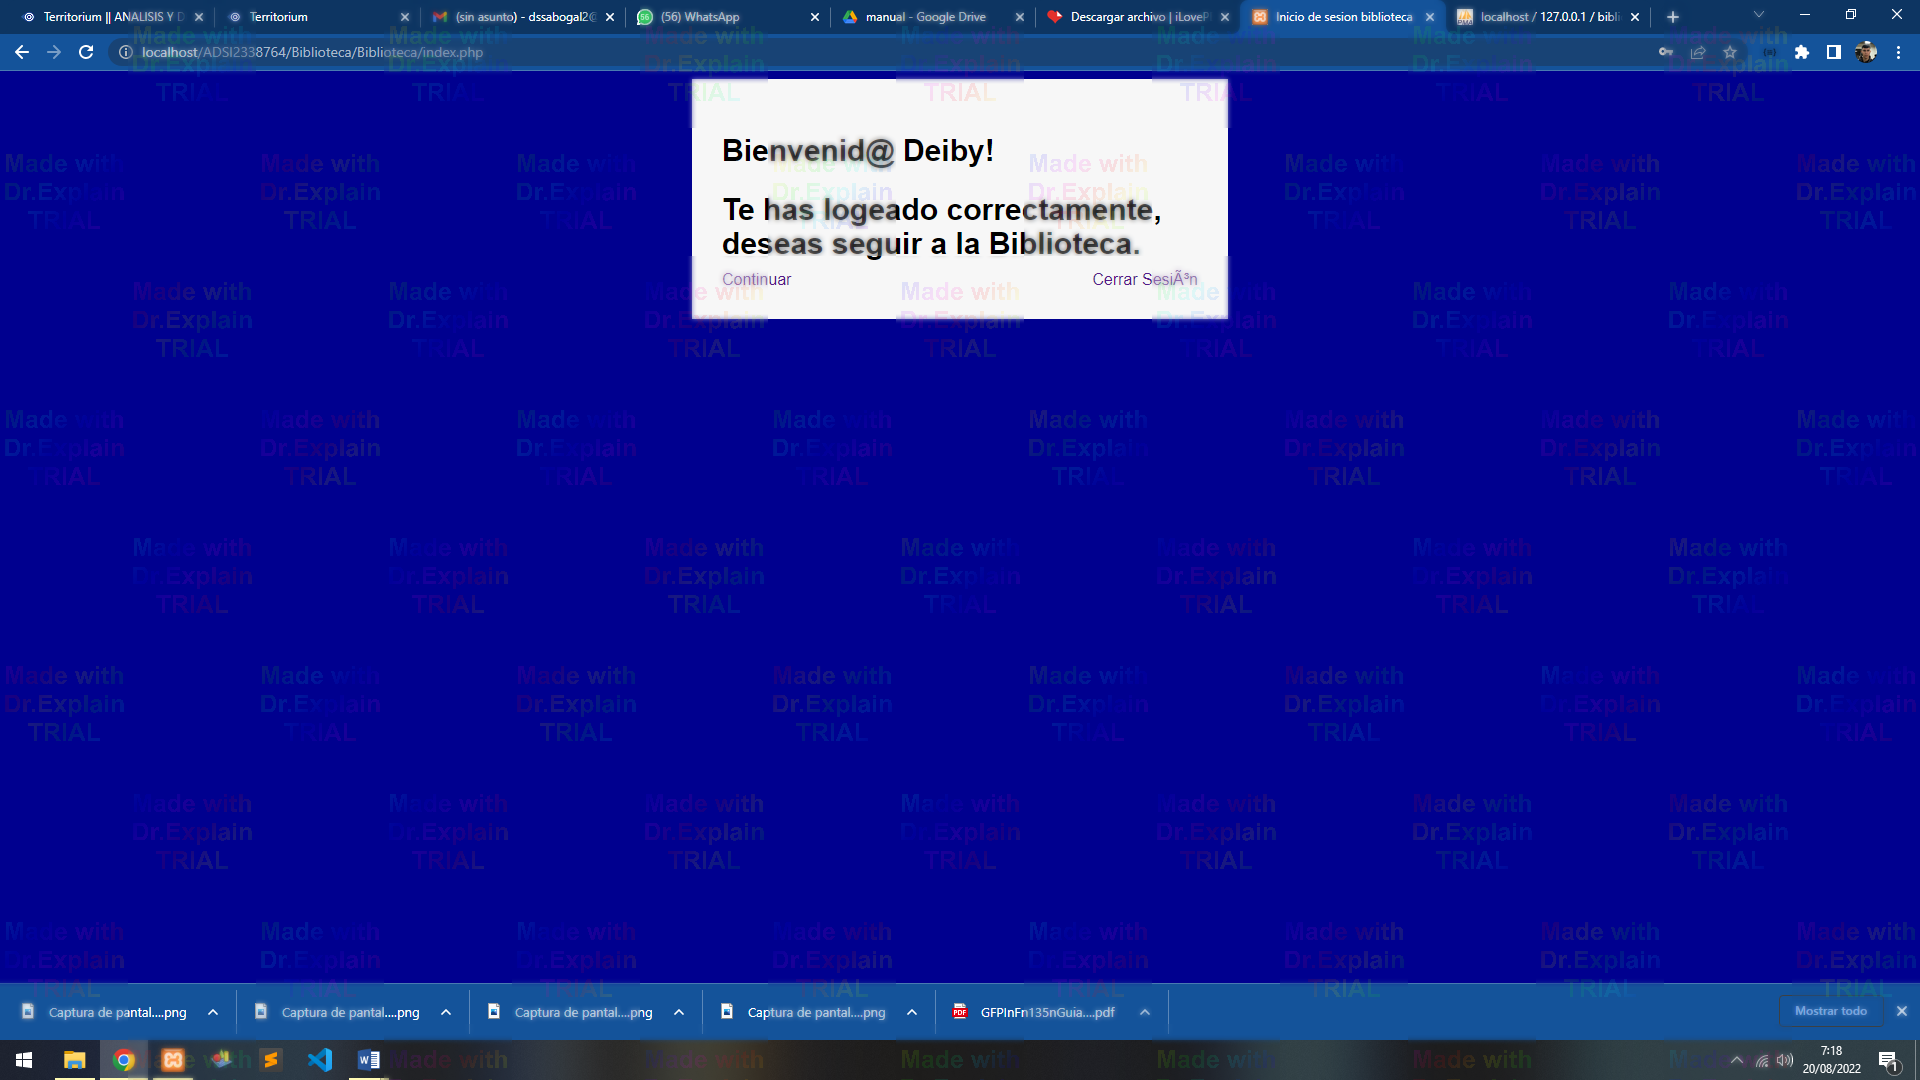 Territorium || ANALISIS Y D
Territorium
(sin asunto) - dssabogal2@
(56) WhatsApp
manual - Google Drive
Descargar archivo | iLoveP
Inicio de sesion biblioteca
localhost / 127.0.0.1 / bibli
localhost/ADSI2338764/Biblioteca/Biblioteca/index.php
Bienvenid@ Deiby!
Te has logeado correctamente,
deseas seguir a la Biblioteca.
Continuar
Cerrar SesiÃ³n
Made with
Dr.Explain
TRIAL
Captura de pantal....png
Captura de pantal....png
Captura de pantal....png
Captura de pantal....png
GFPInFn135nGuia....pdf
Mostrar todo
7:18
20/08/2022